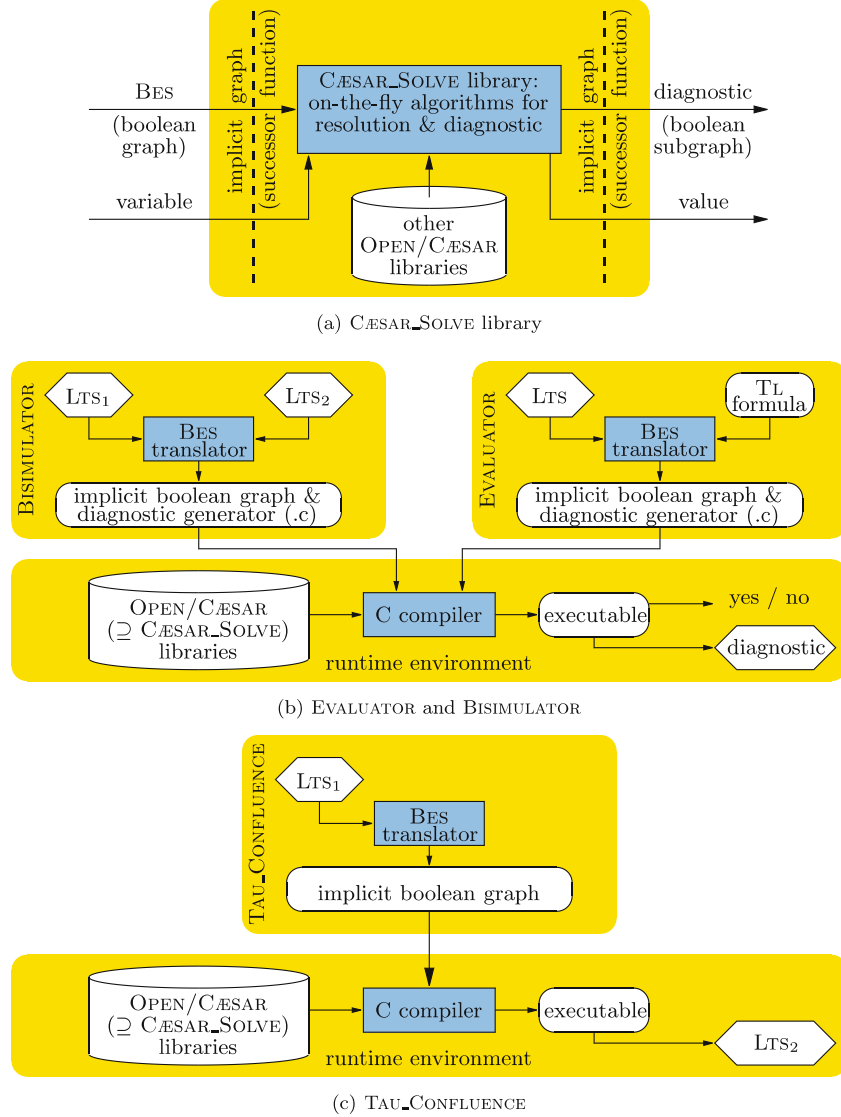 BES
(boolean
graph)
variable
implicit graph
(successor function)
CÆSAR_SOLVE library:
on-the-fly algorithms for
resolution & diagnostic
other
OPEN/CÆSAR
libraries
implicit graph
(successor function)
diagnostic
(boolean
subgraph)
value
(a) CÆSAR_SOLVE library
BISIMULATOR
LTS1
LTS2
BES
translator
implicit boolean graph &
diagnostic generator (.c)
EVALUATOR
LTS
TL
formula
BES
translator
implicit boolean graph &
diagnostic generator (.c)
OPEN/CÆSAR
(⊇ CÆSAR_SOLVE)
libraries
C compiler
executable
yes / no
diagnostic
runtime environment
(b) EVALUATOR and BISIMULATOR
TAU_CONFLUENCE
LTS1
BES
translator
implicit boolean graph
OPEN/CÆSAR
(⊇ CÆSAR_SOLVE)
libraries
C compiler
executable
LTS2
runtime environment
(c) TAU_CONFLUENCE